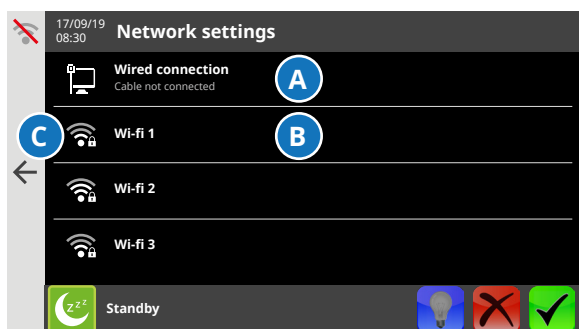 17/09/19
08:30
Network settings
Wired connection
Cable not connected
A
C
Wi-fi 1
B
Wi-fi 2
Wi-fi 3
zzz
Standby